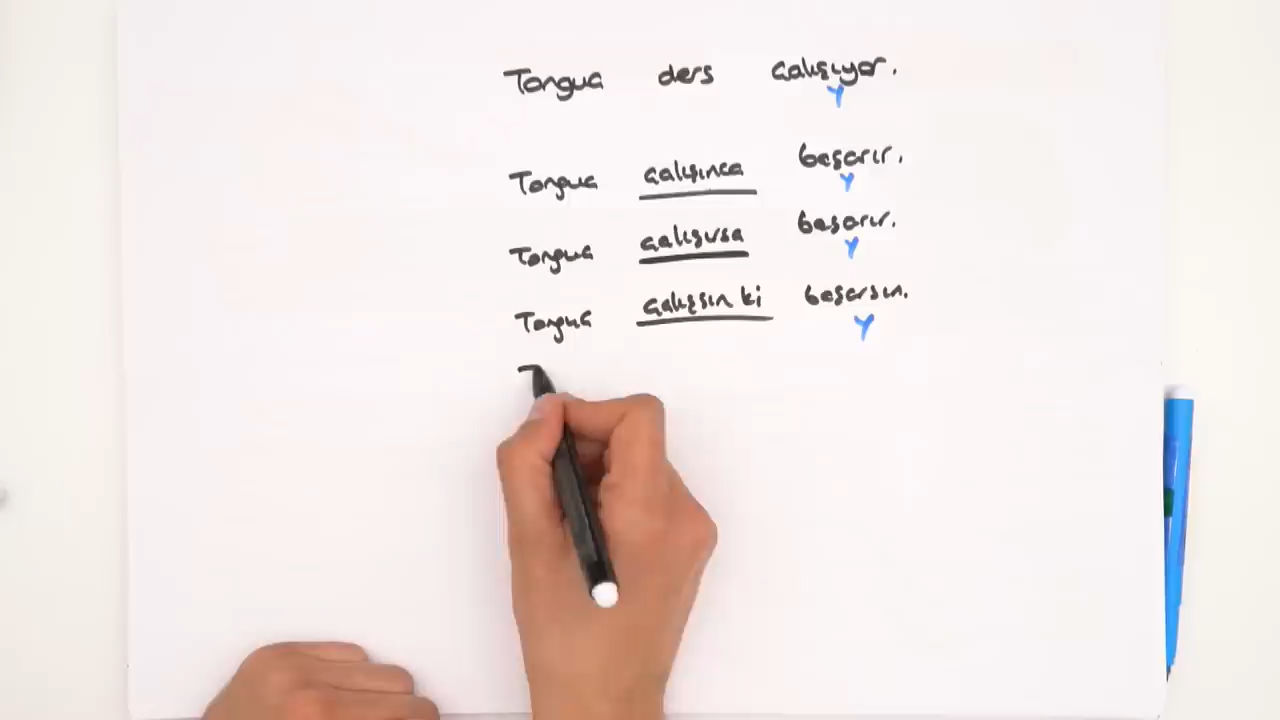 Tonguç ders çalışıyor.
Y
Tonguç çalışınca başarır.
Y
Tonguç çalışırsa başarır.
Y
Tonguç çalışsın ki başarsın.
Y
T